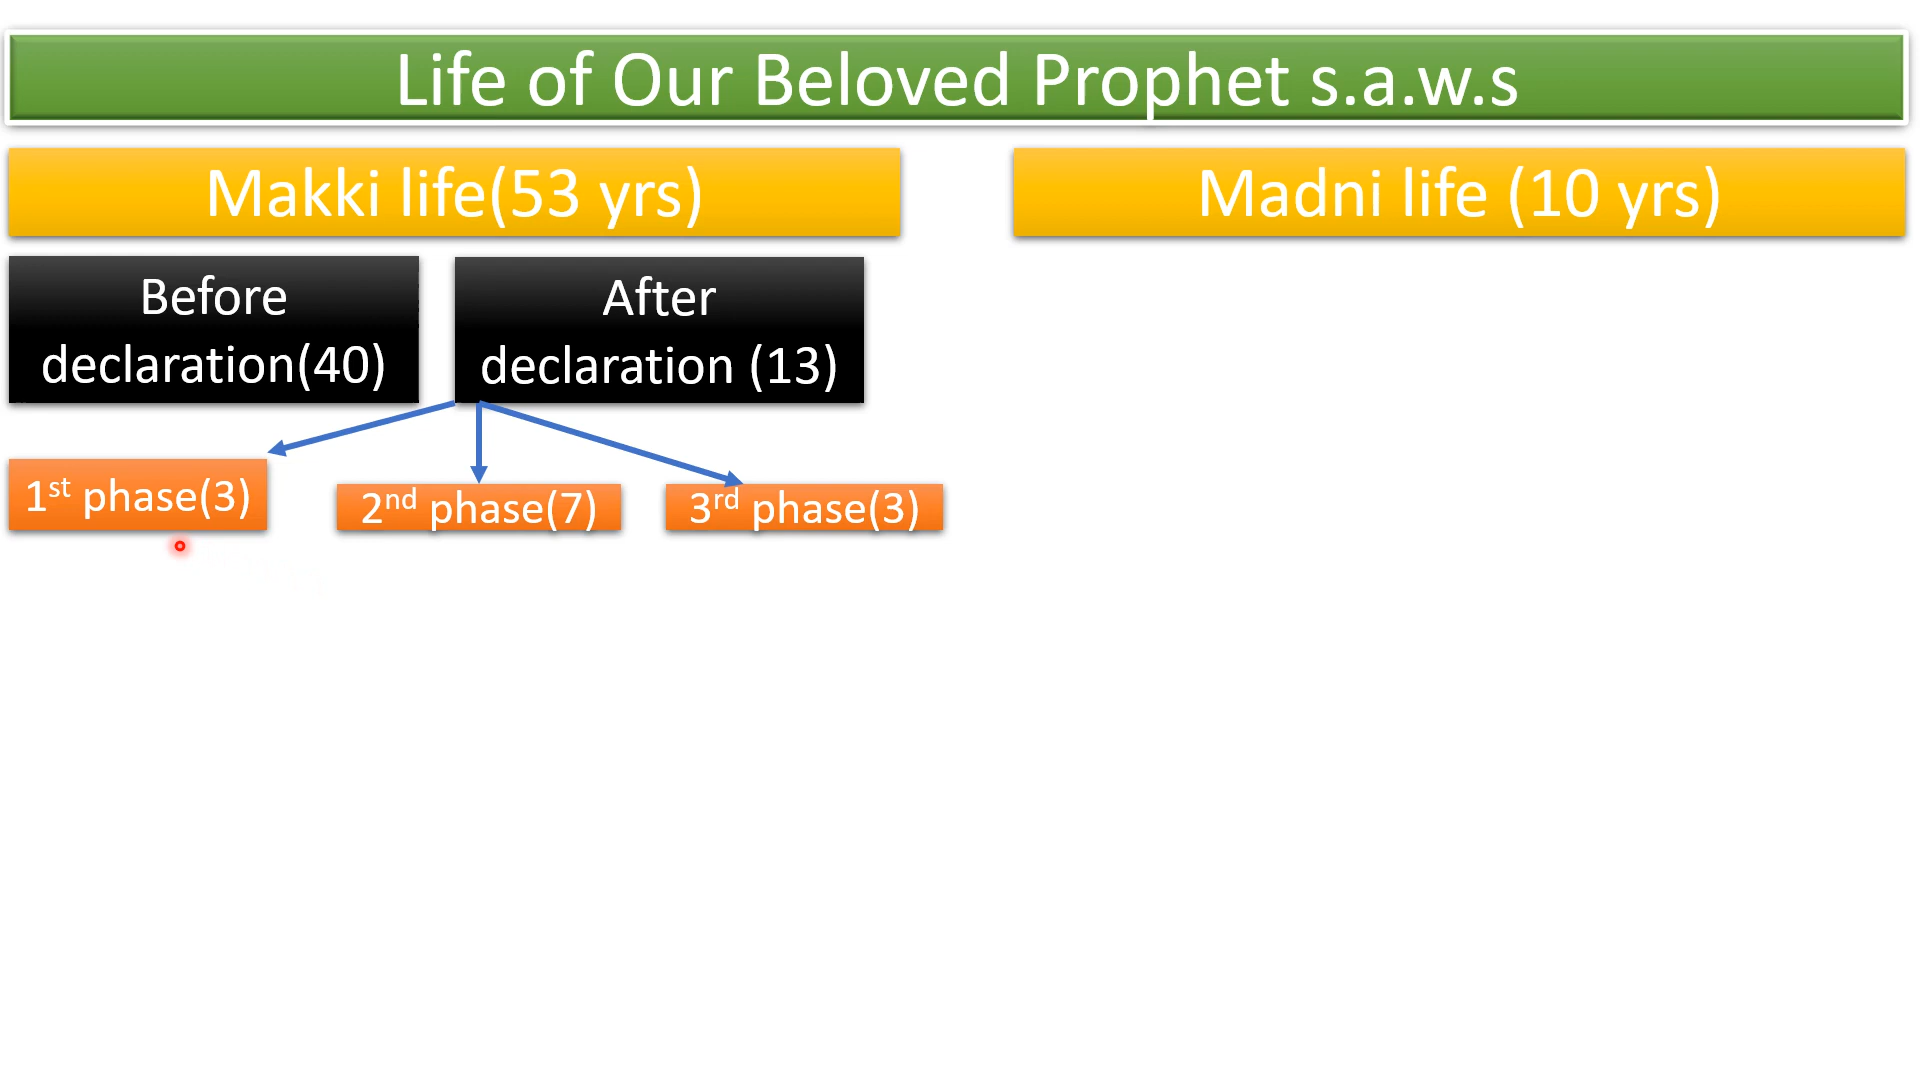 Life of Our Beloved Prophet s.a.w.s
Makki life(53 yrs)
Madni life (10 yrs)
Before
declaration(40)
After
declaration (13)
1st phase(3)
2nd phase(7)
3rd phase(3)